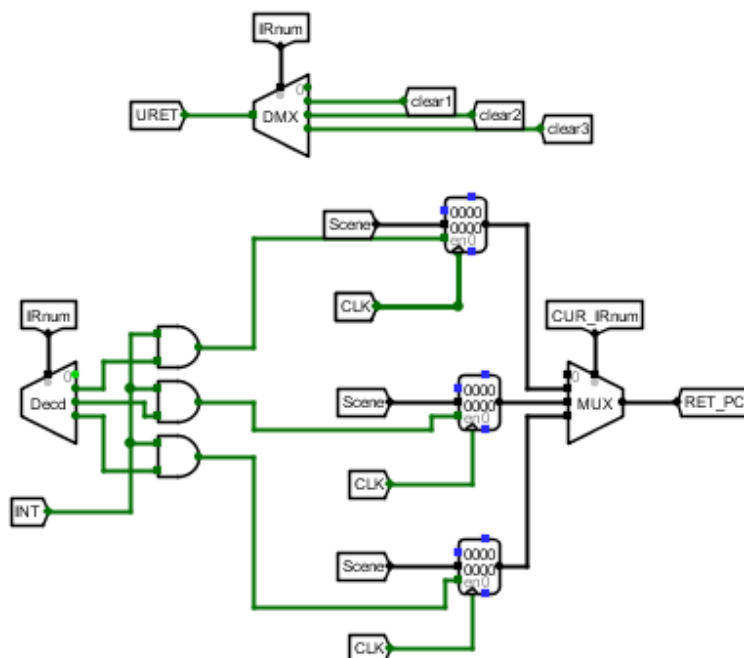 IRnum
0
URET
DMX
clear1
clear2
clear3
Scene
0000
0000
en0
CLK
IRnum
0
Decd
Scene
0000
0000
en0
CUR_IRnum
0
MUX
RET_PC
CLK
INT
Scene
0000
0000
en0
CLK